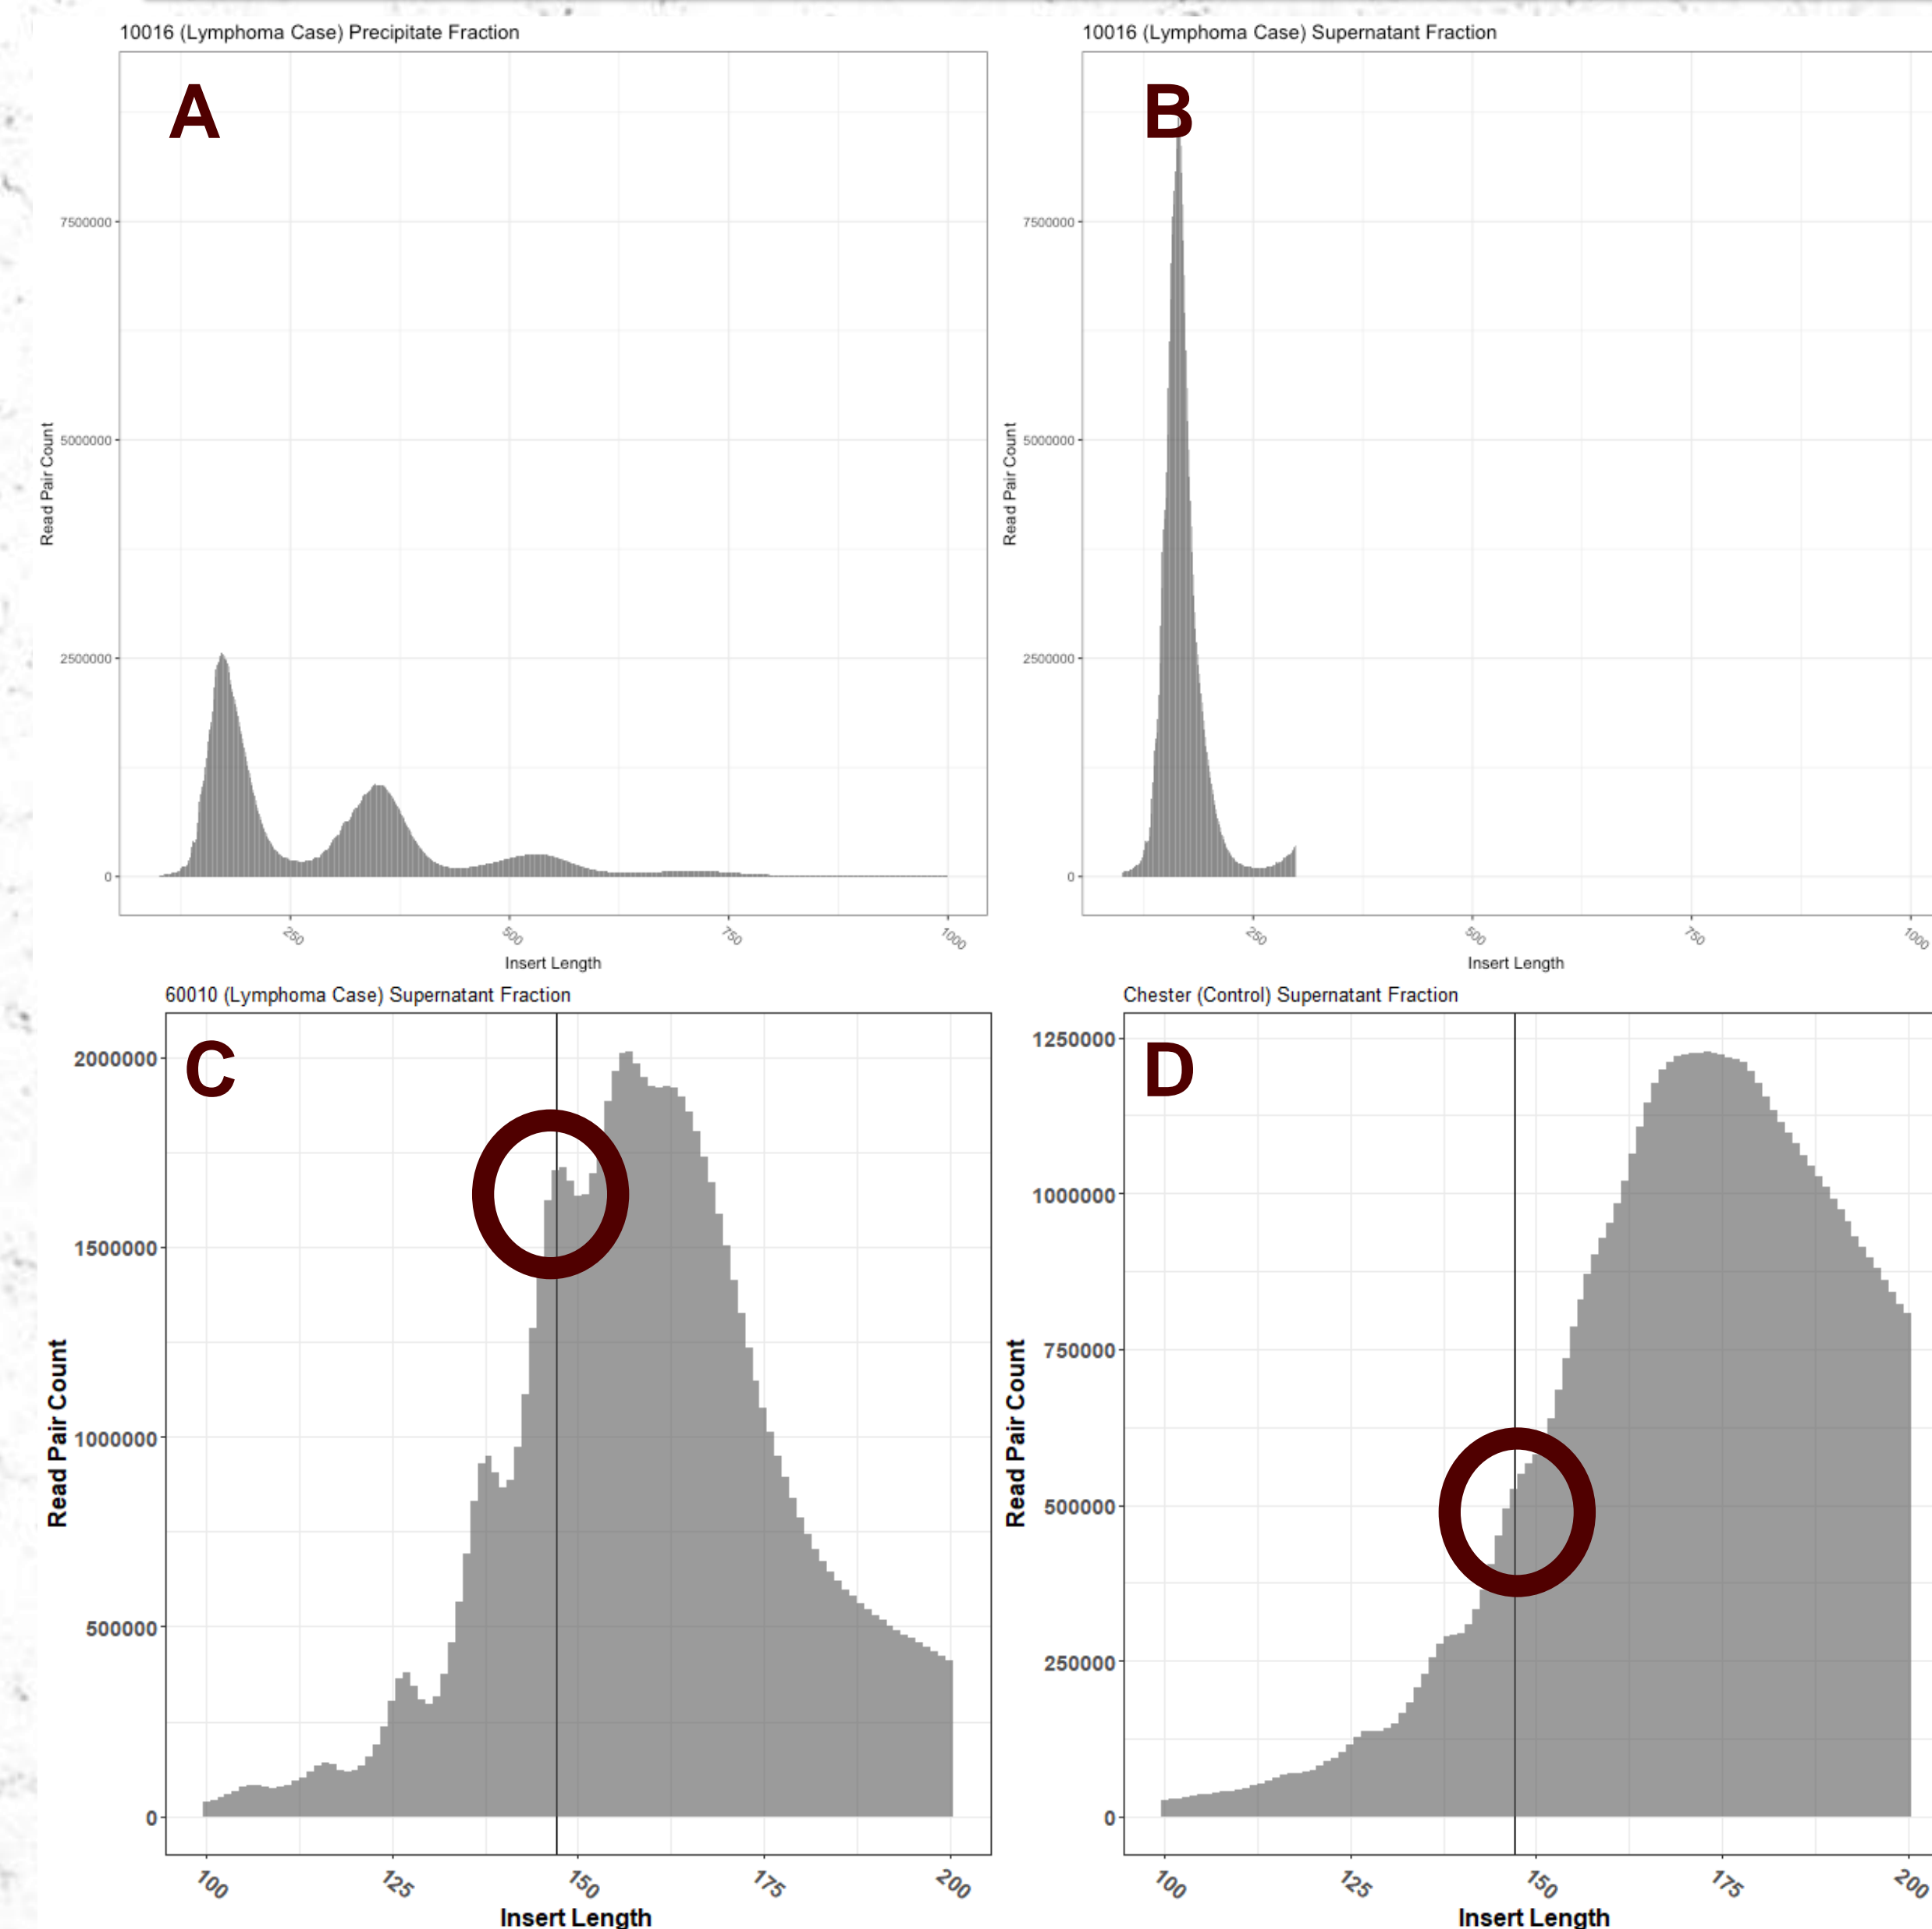 10016 (Lymphoma Case) Precipitate Fraction
A
Read Pair Count
7500000
5000000
2500000
0
250
500
750
1000
Insert Length
10016 (Lymphoma Case) Supernatant Fraction
B
Read Pair Count
7500000
5000000
2500000
0
250
500
750
1000
Insert Length
60010 (Lymphoma Case) Supernatant Fraction
C
Read Pair Count
2000000
1500000
1000000
500000
0
100
125
150
175
200
Insert Length
Chester (Control) Supernatant Fraction
D
Read Pair Count
1250000
1000000
750000
500000
250000
0
100
125
150
175
200
Insert Length